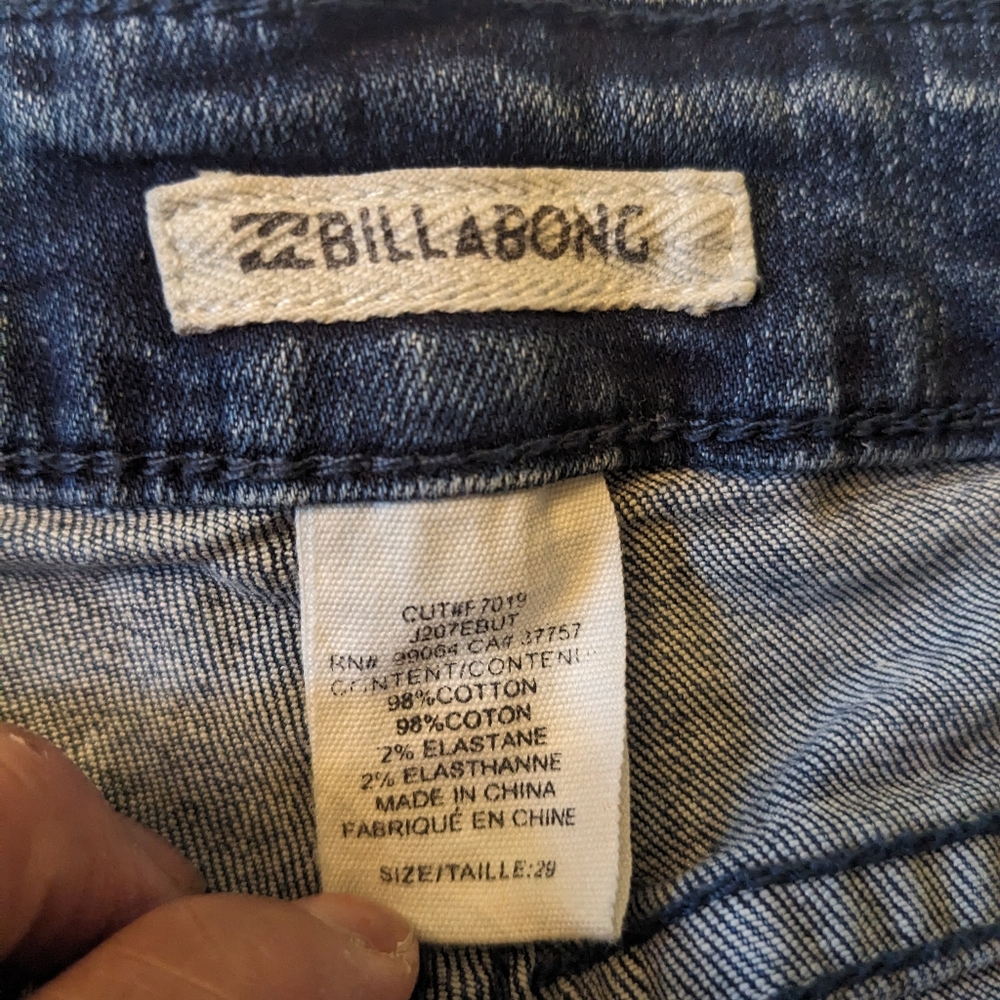 BILLABONG
CUT#F7019
J207EBUT
RN# 99064 CA# 37757
CONTENT/CONTENU
98%COTTON
98%COTON
2% ELASTANE
2% ELASTHANNE
MADE IN CHINA
FABRIQUÉ EN CHINE
SIZE/TAILLE:29